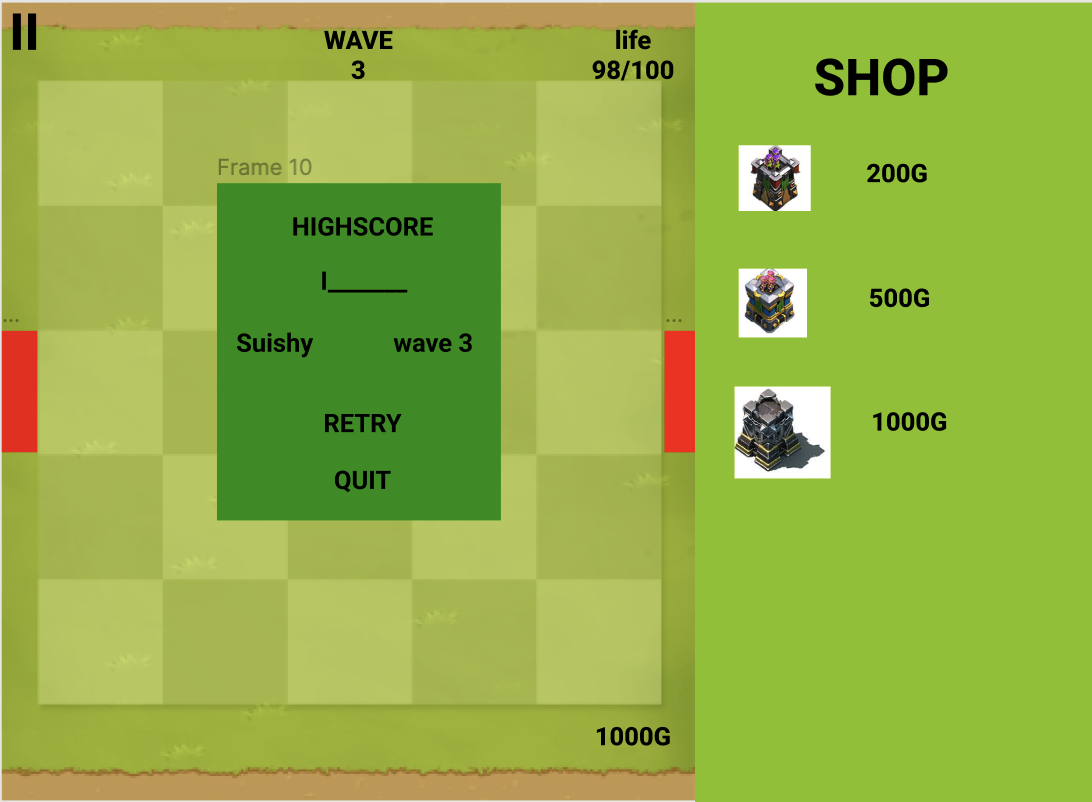 WAVE
3
life
98/100
SHOP
Frame 10
HIGHSCORE
I______
Suishy wave 3
RETRY
QUIT
200G
500G
1000G
...
...
1000G